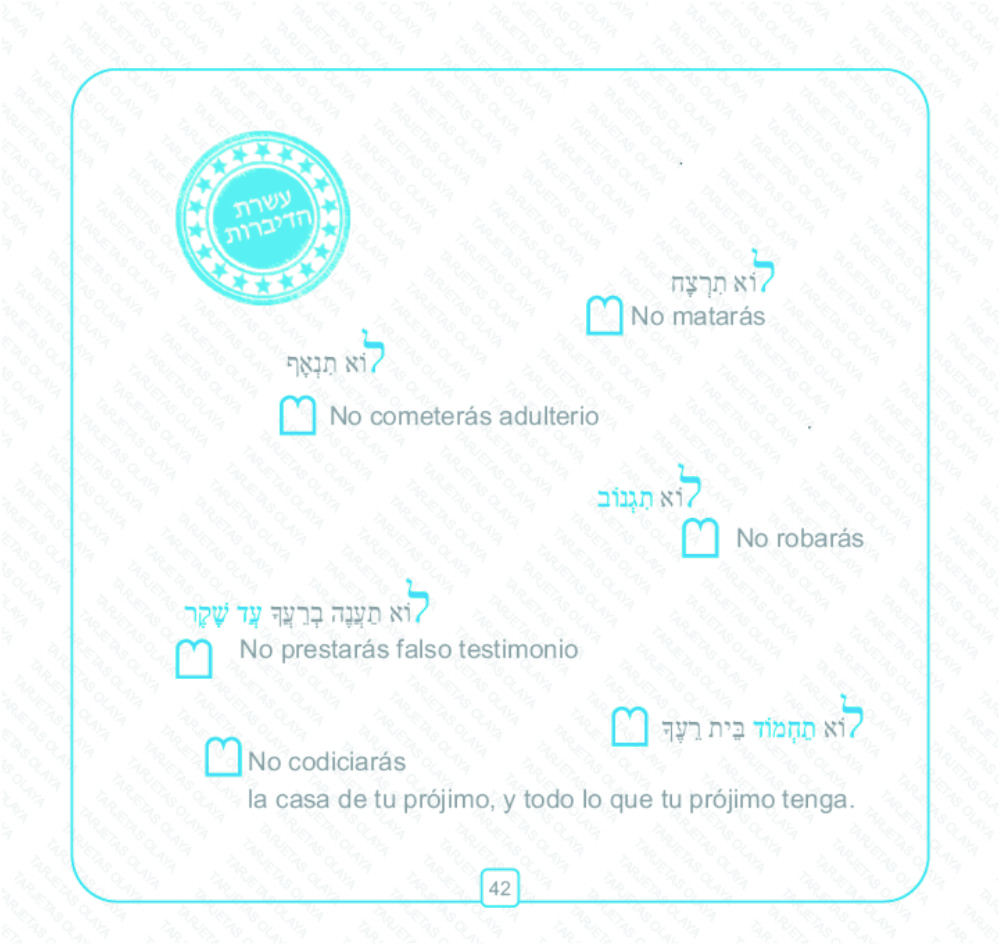 עשרת
הדיברות
לוֹא תִרְצָח
No matarás
לוֹא תִנְאָף
No cometerás adulterio
לוֹא תִגְנוֹב
No robarás
לוֹא תַעֲנֶה בְרֵעֲךָ עֲד שָׁקֶר
No prestarás falso testimonio
לוֹא תַחְמוֹד בֵּית רֵעֶךָ
No codiciarás
la casa de tu prójimo, y todo lo que tu prójimo tenga.
42
TARJETAS OLAYA